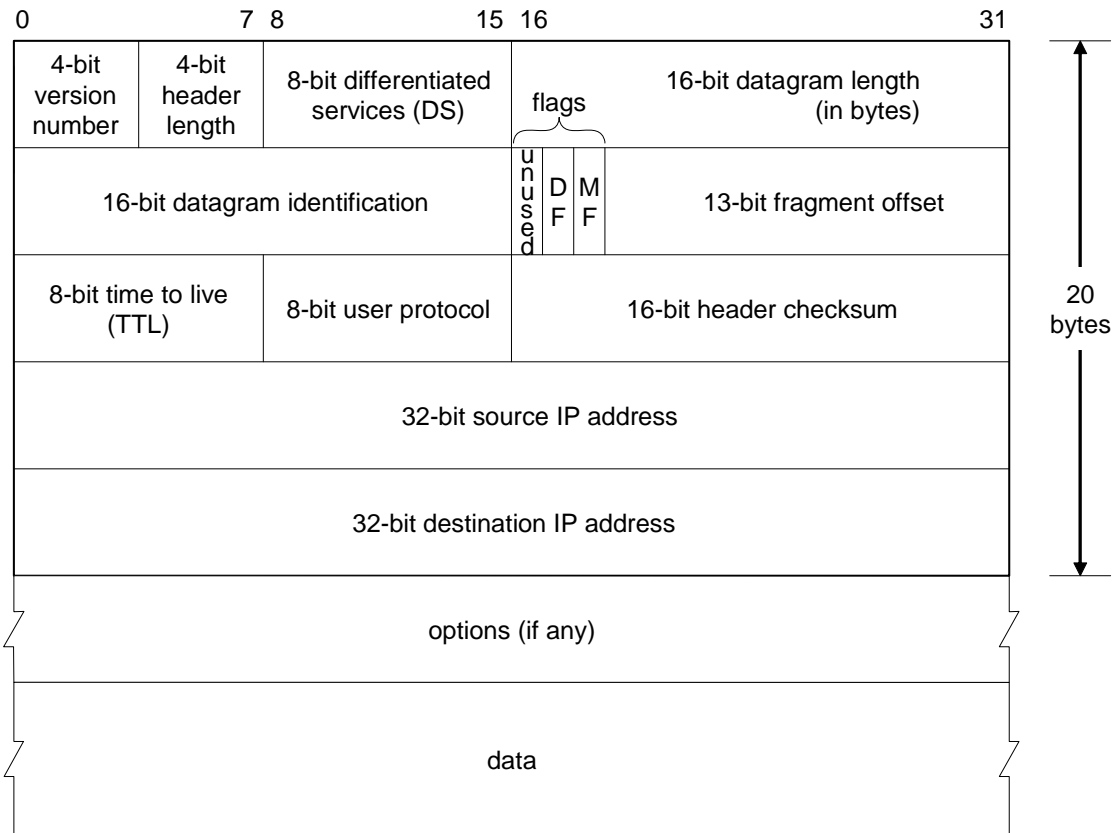 0 7 8 15 16 31
4-bit
version
number
4-bit
header
length
8-bit differentiated
services (DS)
16-bit datagram length
(in bytes)
flags
16-bit datagram identification
unused
DF
MF
13-bit fragment offset
8-bit time to live
(TTL)
8-bit user protocol
16-bit header checksum
20
bytes
32-bit source IP address
32-bit destination IP address
options (if any)
data